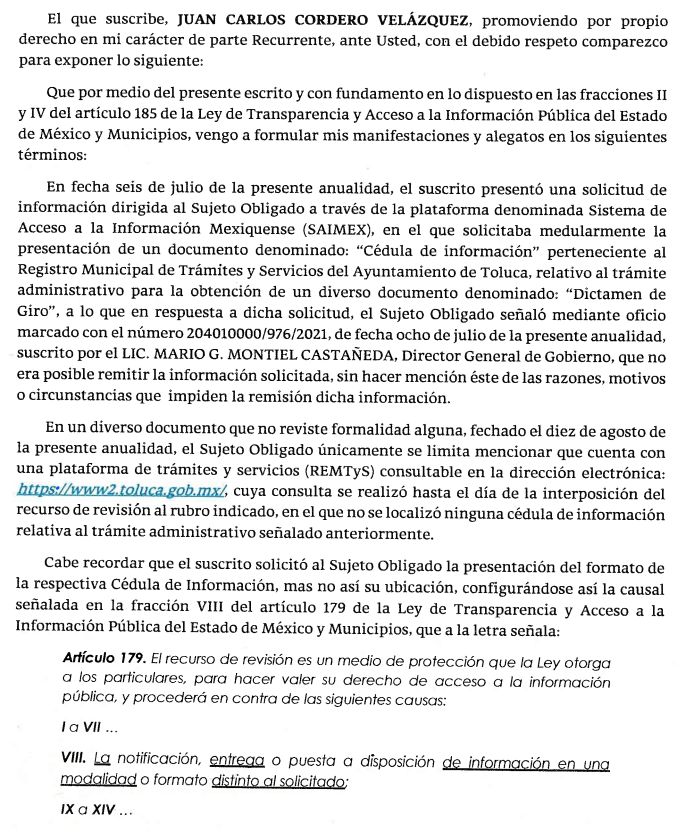 El que suscribe, JUAN CARLOS CORDERO VELÁZQUEZ, promoviendo por propio
derecho en mi carácter de parte Recurrente, ante Usted, con el debido respeto comparezco
para exponer lo siguiente:
Que por medio del presente escrito y con fundamento en lo dispuesto en las fracciones II
y IV del artículo 185 de la Ley de Transparencia y Acceso a la Información Pública del Estado
de México y Municipios, vengo a formular mis manifestaciones y alegatos en los siguientes
términos:
En fecha seis de julio de la presente anualidad, el suscrito presentó una solicitud de
información dirigida al Sujeto Obligado a través de la plataforma denominada Sistema de
Acceso a la Información Mexiquense (SAIMEX), en el que solicitaba medularmente la
presentación de un documento denominado: “Cédula de información” perteneciente al
Registro Municipal de Trámites y Servicios del Ayuntamiento de Toluca, relativo al trámite
administrativo para la obtención de un diverso documento denominado: “Dictamen de
Giro”, a lo que en respuesta a dicha solicitud, el Sujeto Obligado señaló mediante oficio
marcado con el número 204010000/976/2021, de fecha ocho de julio de la presente anualidad,
suscrito por el LIC. MARIO G. MONTIEL CASTAÑEDA, Director General de Gobierno, que no
era posible remitir la información solicitada, sin hacer mención éste de las razones, motivos
o circunstancias que impiden la remisión dicha información.
En un diverso documento que no reviste formalidad alguna, fechado el diez de agosto de
la presente anualidad, el Sujeto Obligado únicamente se limita mencionar que cuenta con
una plataforma de trámites y servicios (REMTyS) consultable en la dirección electrónica:
https://www2.toluca.gob.mx/, cuya consulta se realizó hasta el día de la interposición del
recurso de revisión al rubro indicado, en el que no se localizó ninguna cédula de información
relativa al trámite administrativo señalado anteriormente.
Cabe recordar que el suscrito solicitó al Sujeto Obligado la presentación del formato de
la respectiva Cédula de Información, mas no así su ubicación, configurándose así la causal
señalada en la fracción VIII del artículo 179 de la Ley de Transparencia y Acceso a la
Información Pública del Estado de México y Municipios, que a la letra señala:
Artículo 179. El recurso de revisión es un medio de protección que la Ley otorga
a los particulares, para hacer valer su derecho de acceso a la información
pública, y procederá en contra de las siguientes causas:
I a VII ...
VIII. La notificación, entrega o puesta a disposición de información en una
modalidad o formato distinto al solicitado;
IX a XIV ...